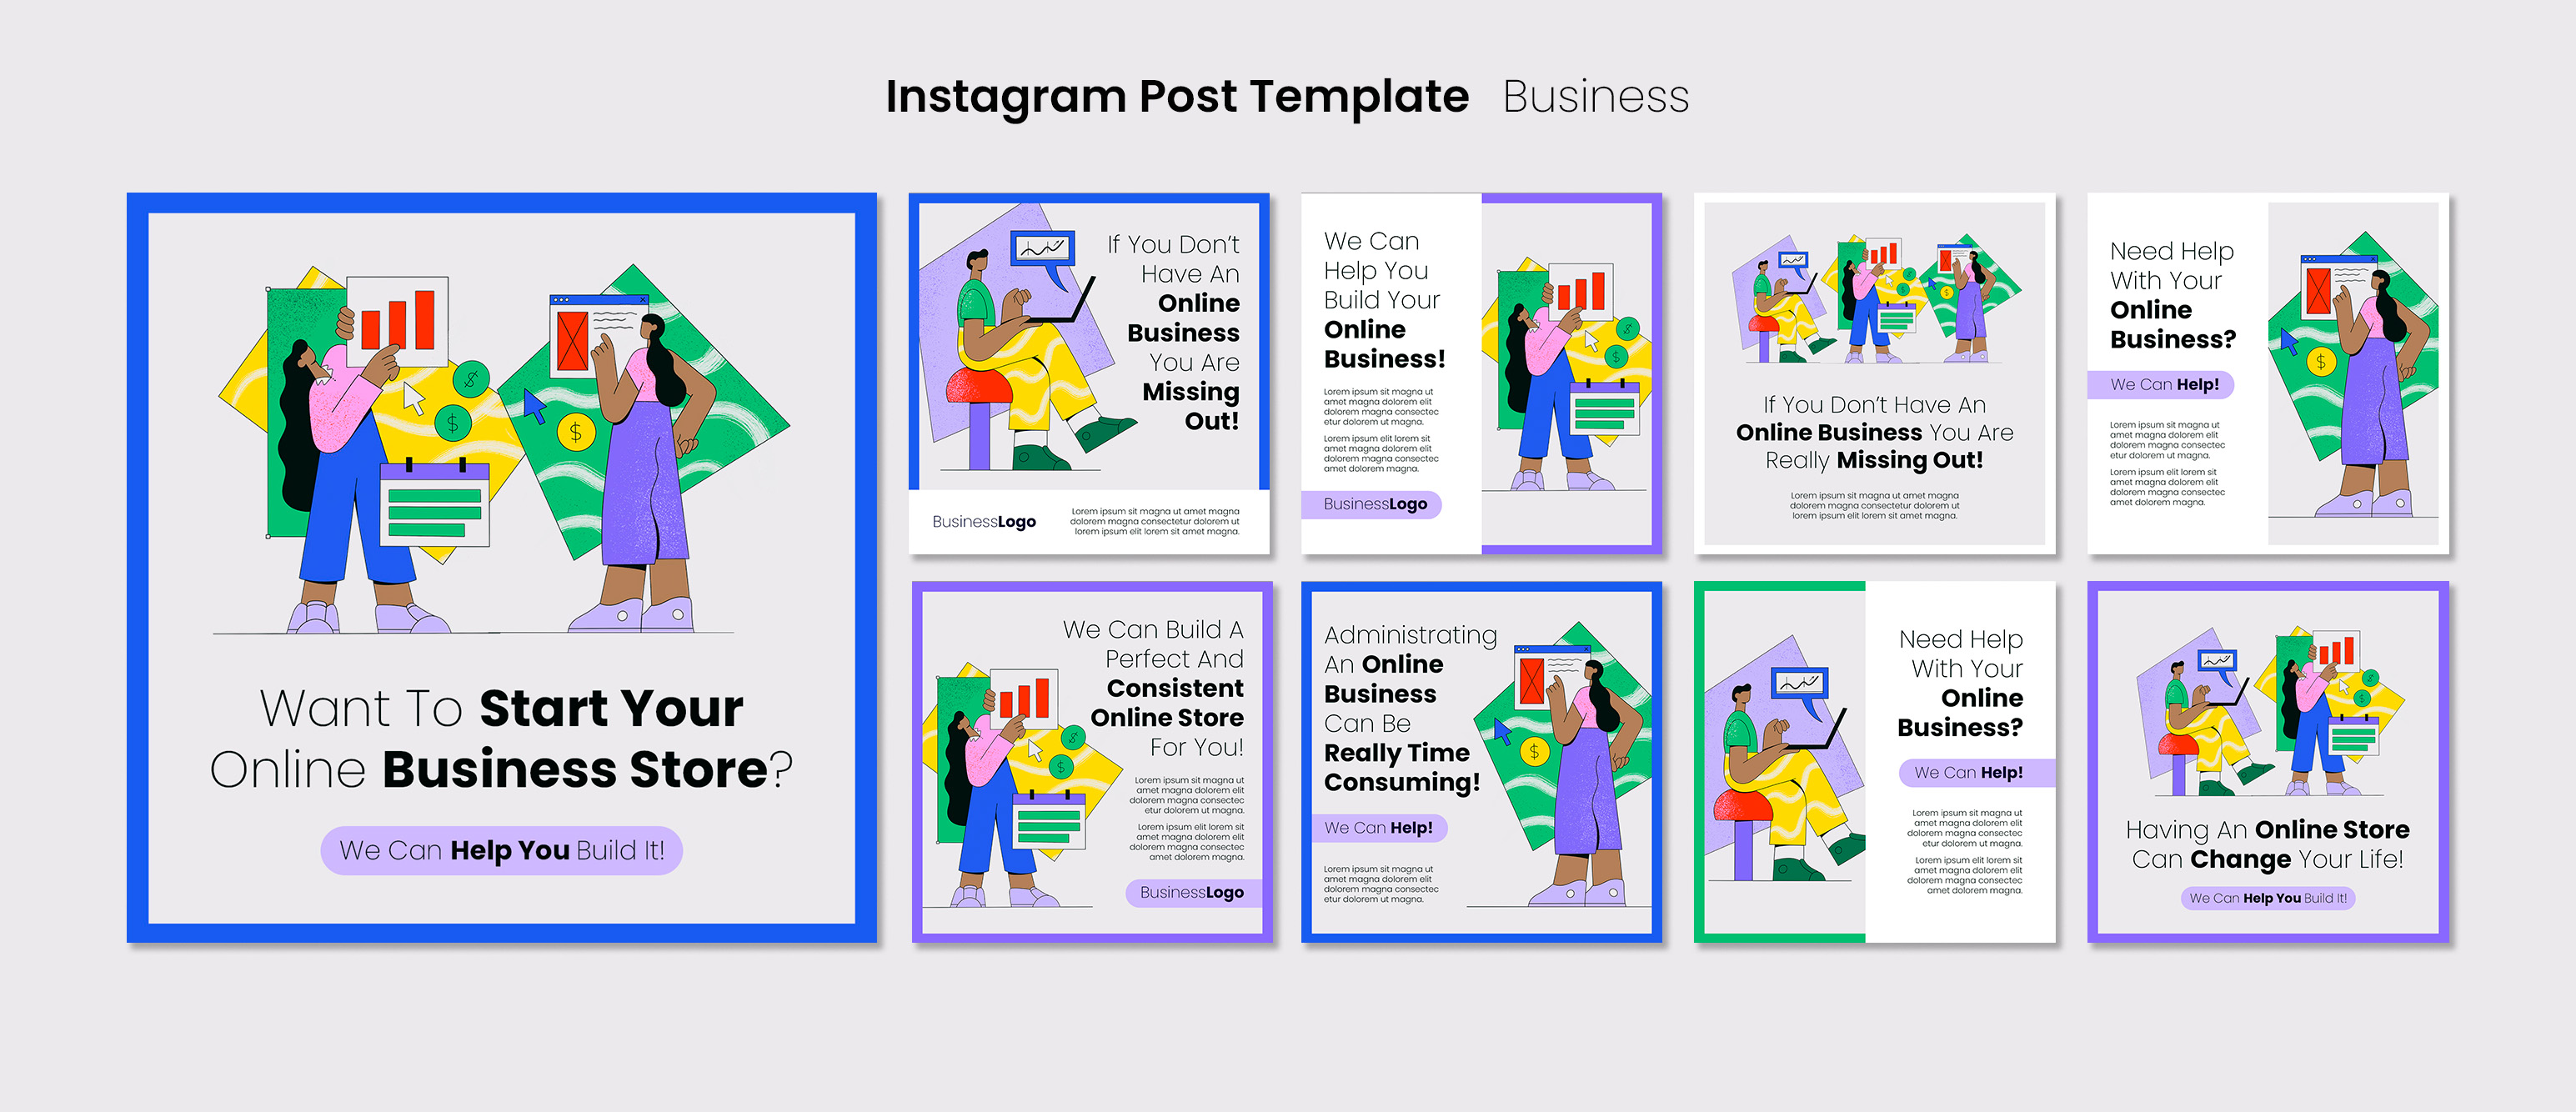 Instagram Post Template Business
Want To Start Your
Online Business Store?
We Can Help You Build It!
If You Don't
Have An
Online
Business
You Are
Missing
Out!
BusinessLogo
Lorem ipsum sit magna ut amet magna
dolorem magna consectetur dolorem ut
lorem ipsum elit lorem sit amet magna.
We Can
Help You
Build Your
Online
Business!
Lorem ipsum sit magna ut
amet magna dolorem elit
dolorem magna consectec
etur dolorem ut magna.
Lorem ipsum elit lorem sit
amet magna dolorem elit
dolorem magna consectec
amet dolorem magna.
BusinessLogo
If You Don't Have An
Online Business You Are
Really Missing Out!
Lorem ipsum sit magna ut amet magna
dolorem magna consectetur dolorem ut
lorem ipsum elit lorem sit amet magna.
Need Help
With Your
Online
Business?
We Can Help!
Lorem ipsum sit magna ut
amet magna dolorem elit
dolorem magna consectec
etur dolorem ut magna.
Lorem ipsum elit lorem sit
amet magna dolorem elit
dolorem magna consectec
amet dolorem magna.
We Can Build A
Perfect And
Consistent
Online Store
For You!
Lorem ipsum sit magna ut
amet magna dolorem elit
dolorem magna consectec
etur dolorem ut magna.
Lorem ipsum elit lorem sit
amet magna dolorem elit
dolorem magna consectec
amet dolorem magna.
BusinessLogo
Administrating
An Online
Business
Can Be
Really Time
Consuming!
We Can Help!
Lorem ipsum sit magna ut
amet magna dolorem elit
dolorem magna consectec
etur dolorem ut magna.
Need Help
With Your
Online
Business?
We Can Help!
Lorem ipsum sit magna ut
amet magna dolorem elit
dolorem magna consectec
etur dolorem ut magna.
Lorem ipsum elit lorem sit
amet magna dolorem elit
dolorem magna consectec
amet dolorem magna.
Having An Online Store
Can Change Your Life!
We Can Help You Build It!